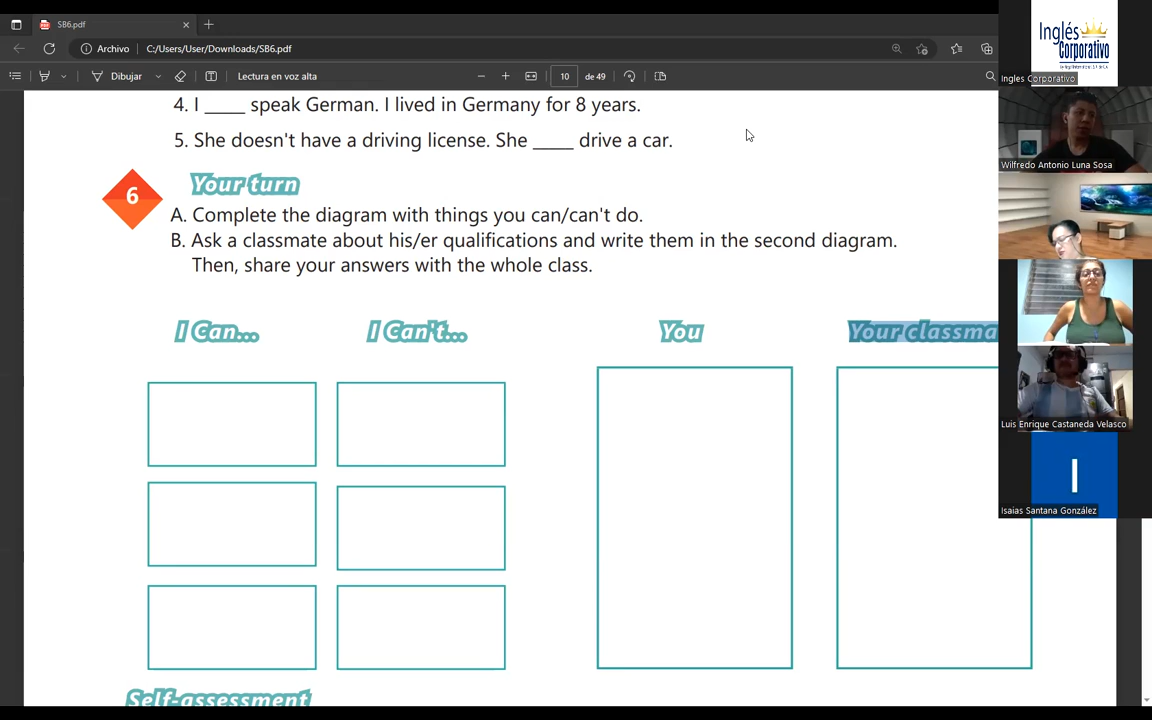 SB6.pdf
Archivo
C:/Users/User/Downloads/SB6.pdf
Dibujar
Lectura en voz alta
10
de 49
4. I ____ speak German. I lived in Germany for 8 years.
5. She doesn't have a driving license. She ____ drive a car.
6
Your turn
A. Complete the diagram with things you can/can't do.
B. Ask a classmate about his/er qualifications and write them in the second diagram.
Then, share your answers with the whole class.
I Can...
I Can't...
You
Your classma
Self-assessment
Inglés
Corporativo
Ingles Corporativo
Wilfredo Antonio Luna Sosa
Luis Enrique Castaneda Velasco
I
Isaias Santana González